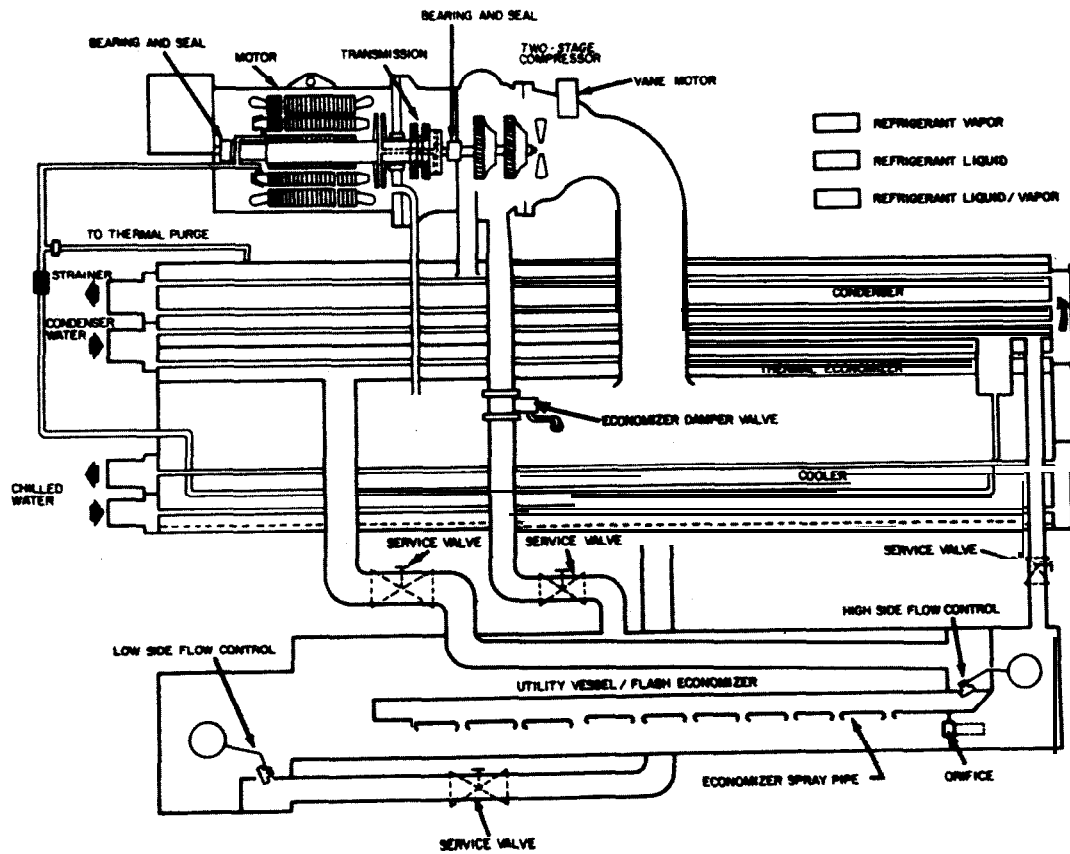 BEARING AND SEAL
BEARING AND SEAL
MOTOR
TRANSMISSION
TWO-STAGE
COMPRESSOR
VANE MOTOR
REFRIGERANT VAPOR
REFRIGERANT LIQUID
REFRIGERANT LIQUID/VAPOR
TO THERMAL PURGE
STRAINER
CONDENSER
CONDENSER
WATER
THERMAL ECONOMIZER
ECONOMIZER DAMPER VALVE
COOLER
CHILLED
WATER
SERVICE VALVE
SERVICE VALVE
SERVICE VALVE
HIGH SIDE FLOW CONTROL
LOW SIDE FLOW CONTROL
UTILITY VESSEL/FLASH ECONOMIZER
ECONOMIZER SPRAY PIPE
ORIFICE
SERVICE VALVE